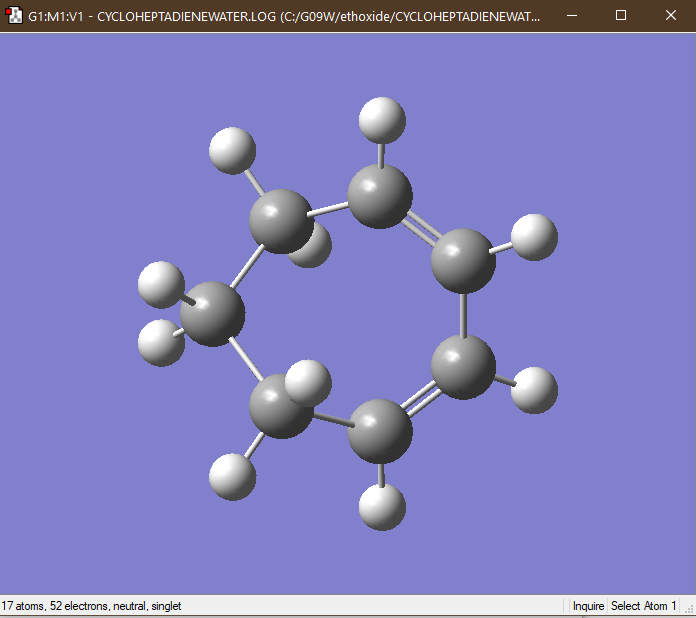 G1:M1:V1 - CYCLOHEPTADIENEWATER.LOG (C:/G09W/ethoxide/CYCLOHEPTADIENEWAT...
17 atoms, 52 electrons, neutral, singlet
Inquire
Select Atom 1